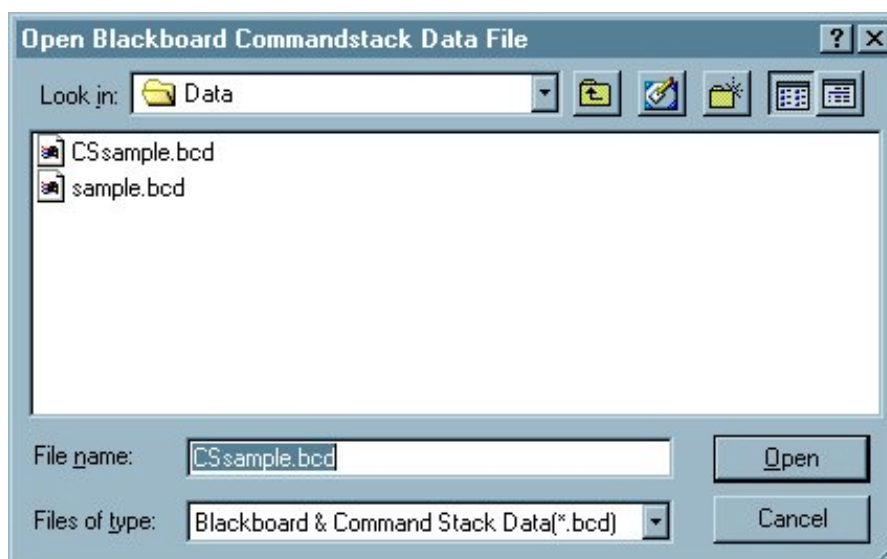 Open Blackboard Commandstack Data File
Look in: Data
CSsample.bcd
sample.bcd
File name: CSsample.bcd Open
Files of type: Blackboard & Command Stack Data(*.bcd) Cancel